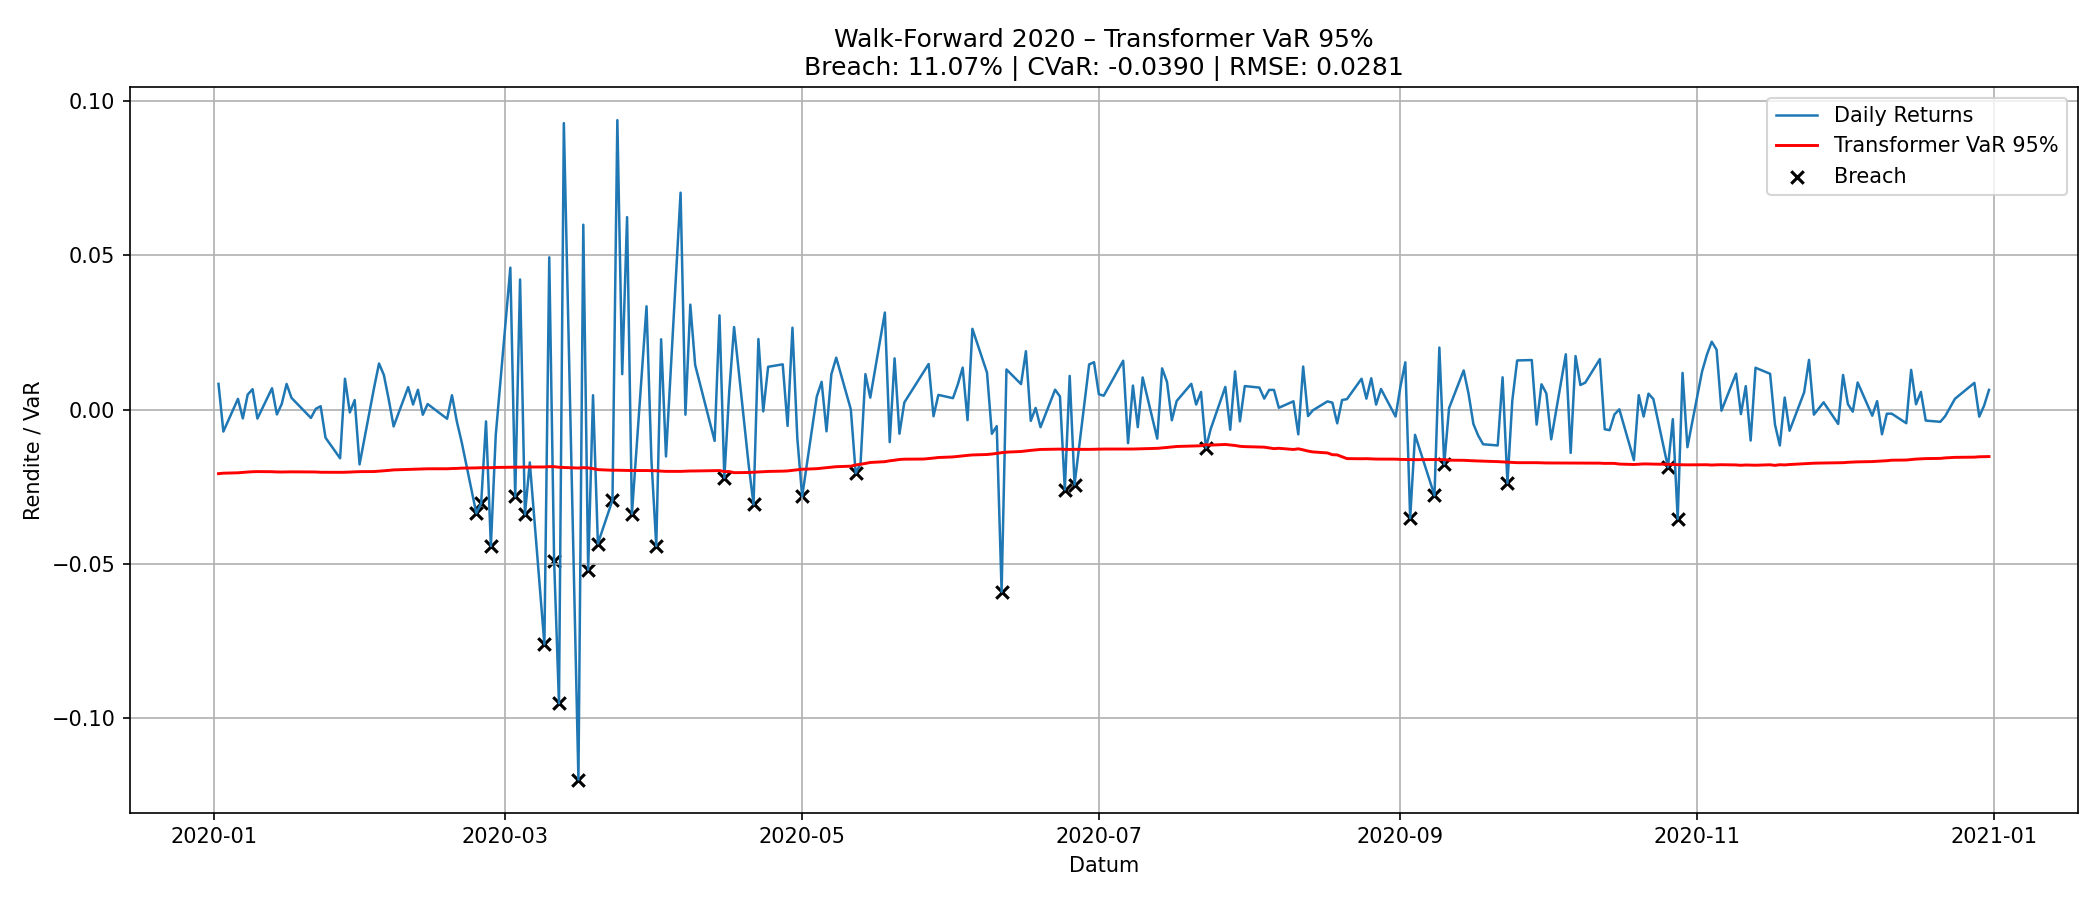 Walk-Forward 2020 – Transformer VaR 95%
Breach: 11.07% | CVaR: -0.0390 | RMSE: 0.0281
Daily Returns
Transformer VaR 95%
Breach
Rendite / VaR
0.10
0.05
0.00
−0.05
−0.10
2020-01
2020-03
2020-05
2020-07
2020-09
2020-11
2021-01
Datum